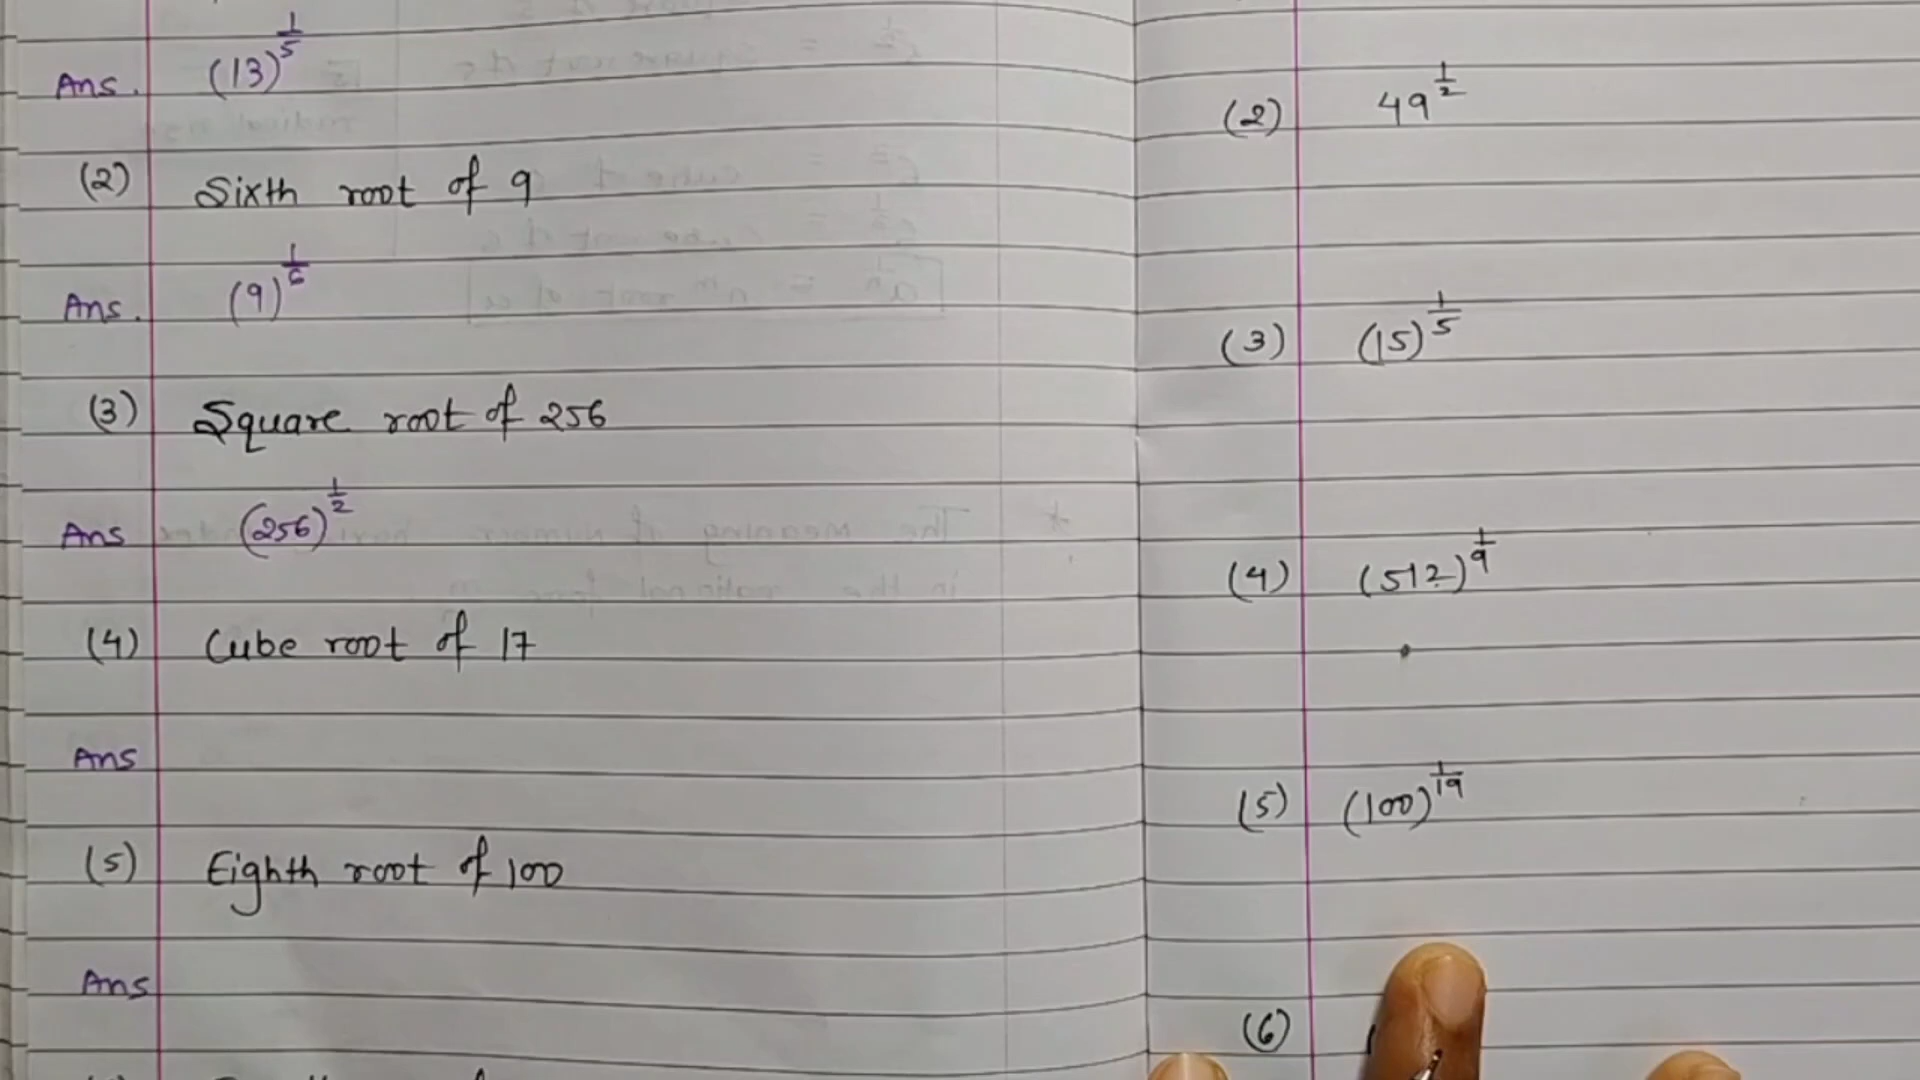 Ans. (13)^1/5
(2) Sixth root of 9
Ans. (9)^1/6
(3) Square root of 256
Ans (256)^1/2
(4) Cube root of 17
Ans
(5) Eighth root of 100
Ans
(2) 49^1/2
(3) (15)^1/5
(4) (512)^1/9
(5) (100)^1/19
(6)